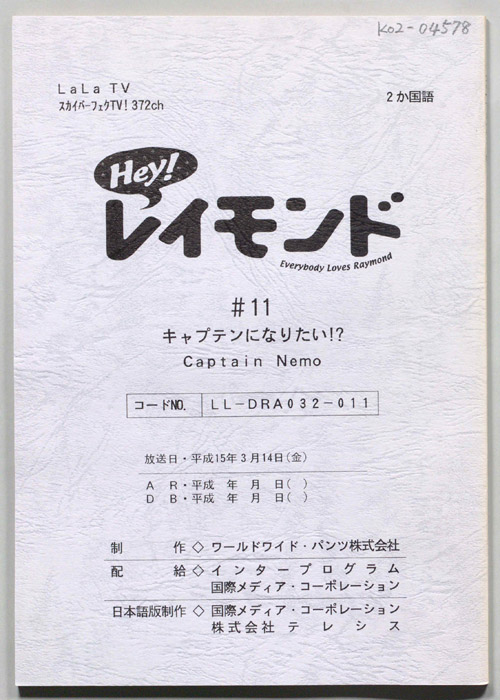 K02-04578
LaLa TV
スカイパーフェクTV! 372ch
2か国語
Hey!
レイモンド
Everybody Loves Raymond
#11
キャプテンになりたい!?
Captain Nemo
コードNO. LL-DRA032-011
放送日・平成15年3月14日(金)
AR・平成 年 月 日( )
DB・平成 年 月 日( )
制作◇ワールドワイド・パンツ株式会社
配給◇インタープログラム
国際メディア・コーポレーション
日本語版制作◇国際メディア・コーポレーション
株式会社テレシス